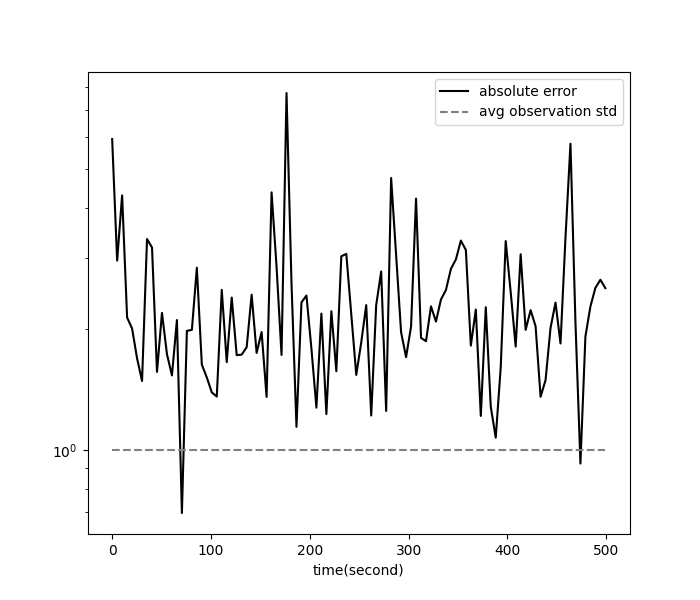 absolute error
avg observation std
10⁰
0 100 200 300 400 500
time(second)